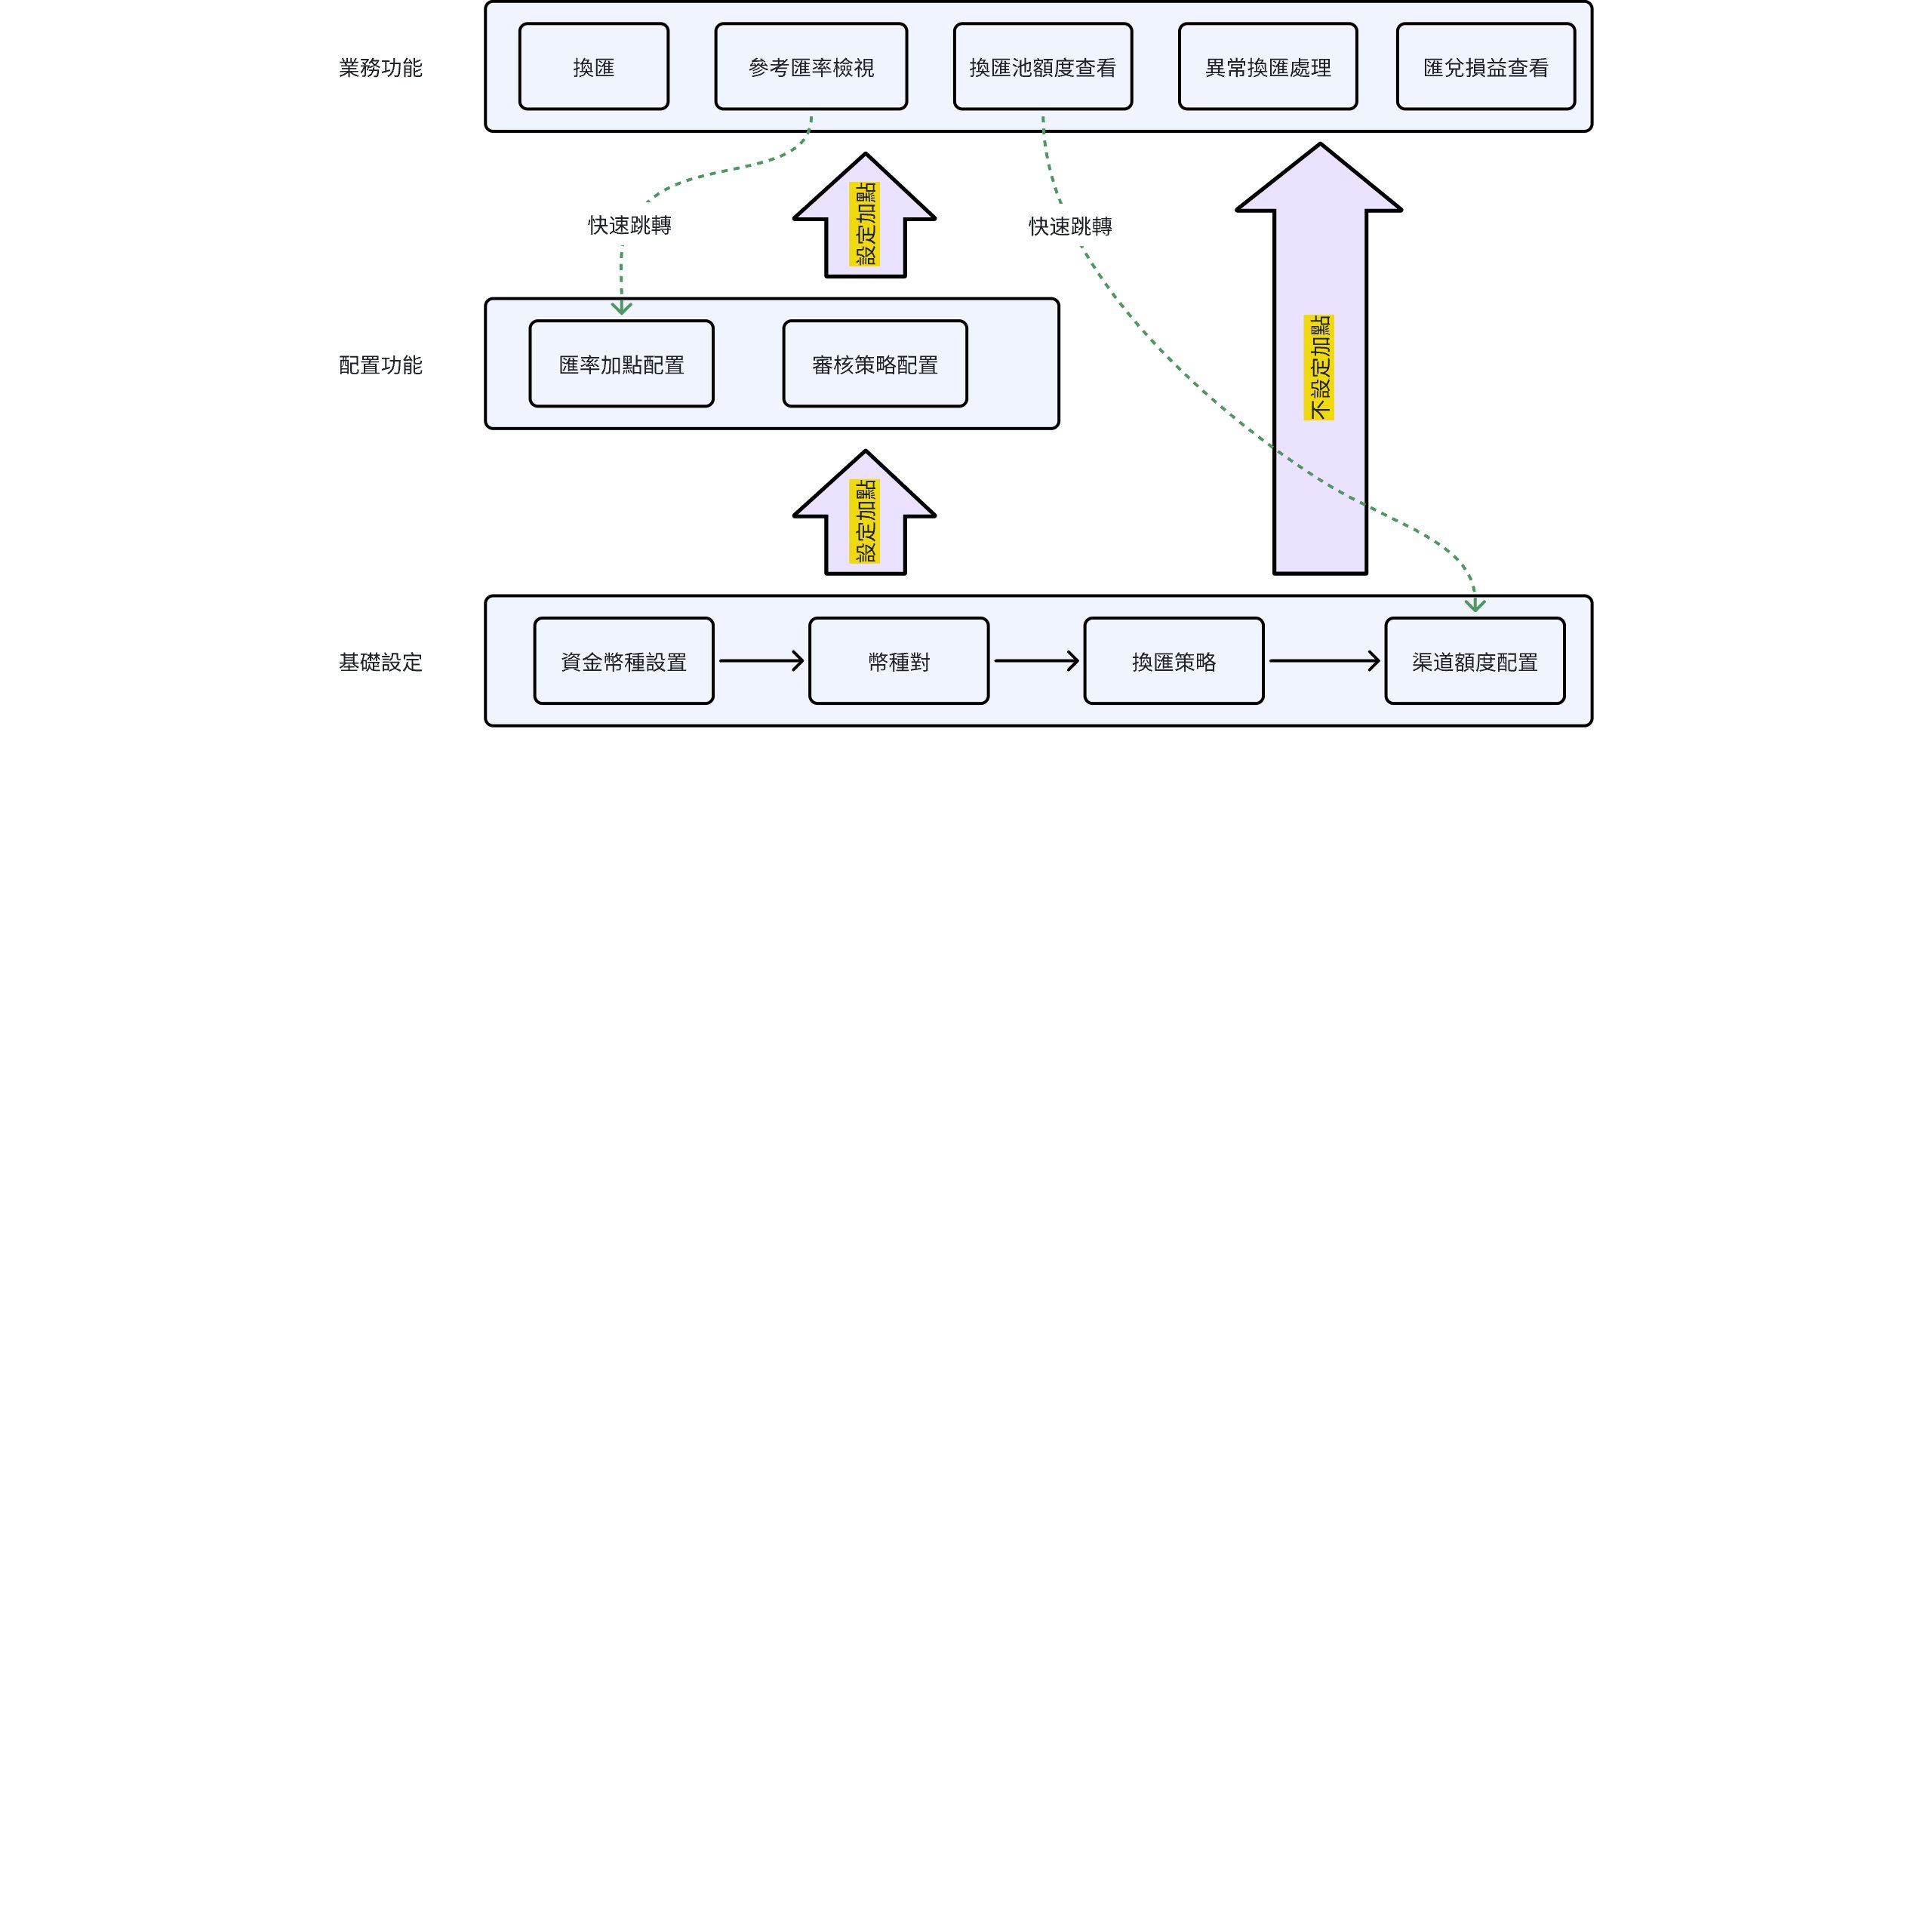 業務功能
換匯
參考匯率檢視
換匯池額度查看
異常換匯處理
匯兌損益查看
快速跳轉
設定加點
快速跳轉
不設定加點
配置功能
匯率加點配置
審核策略配置
設定加點
基礎設定
資金幣種設置
幣種對
換匯策略
渠道額度配置